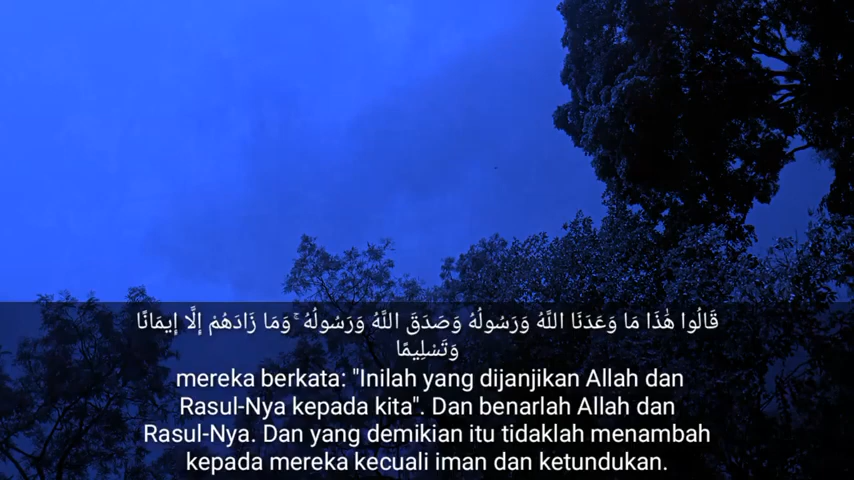 قَالُوا هَٰذَا مَا وَعَدَنَا اللَّهُ وَرَسُولُهُ وَصَدَقَ اللَّهُ وَرَسُولُهُ ۚ وَمَا زَادَهُمْ إِلَّا إِيمَانًا
وَتَسْلِيمًا
mereka berkata: "Inilah yang dijanjikan Allah dan
Rasul-Nya kepada kita". Dan benarlah Allah dan
Rasul-Nya. Dan yang demikian itu tidaklah menambah
kepada mereka kecuali iman dan ketundukan.